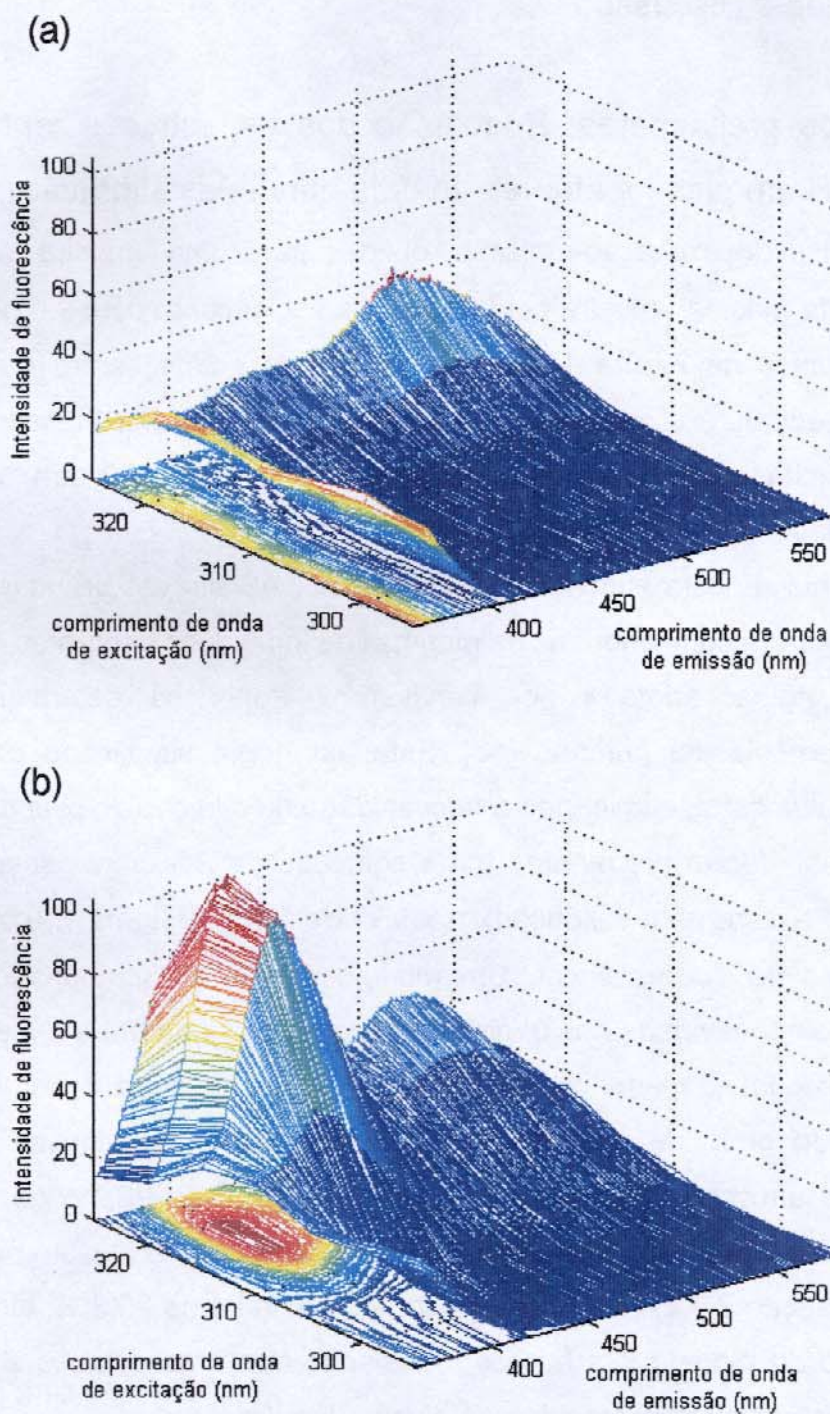 (a)
100
80
60
40
20
0
Intensidade de fluorescência
320
310
300
comprimento de onda
de excitação (nm)
400
450
500
550
comprimento de onda
de emissão (nm)
(b)
100
80
60
40
20
0
Intensidade de fluorescência
320
310
300
comprimento de onda
de excitação (nm)
400
450
500
550
comprimento de onda
de emissão (nm)